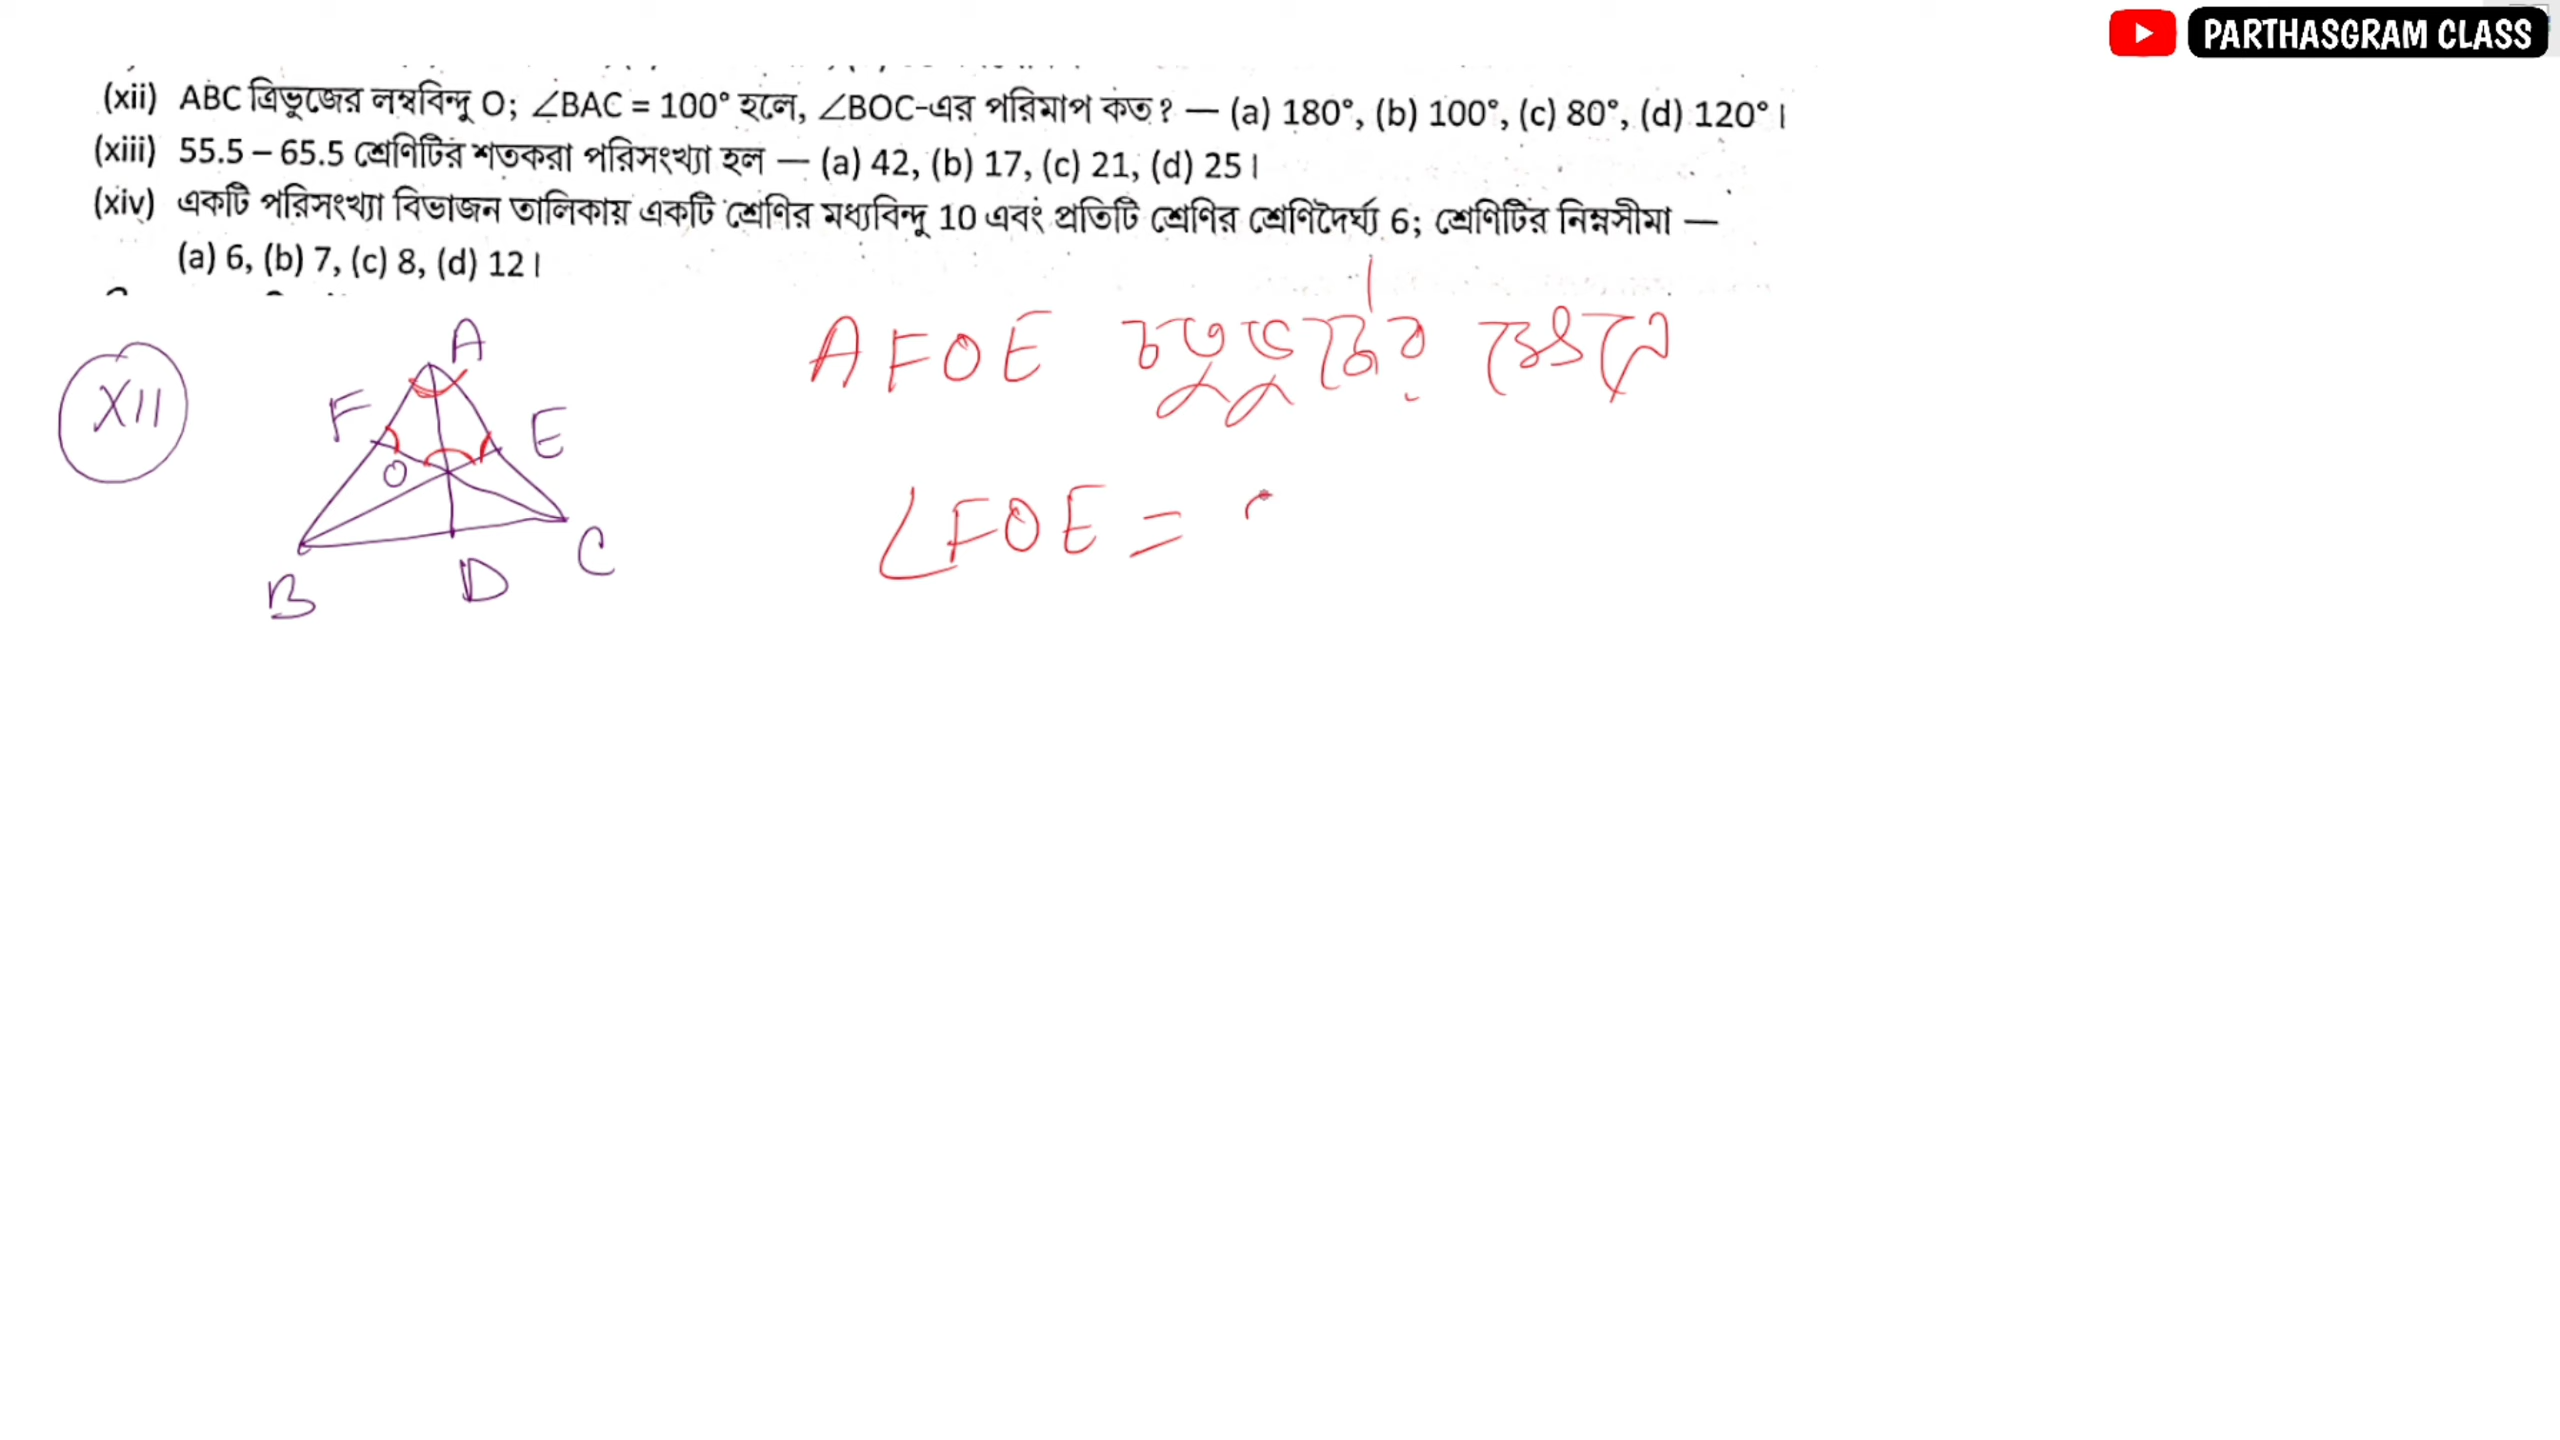 PARTHASGRAM CLASS
(xii) ABC ত্রিভুজের লম্ববিন্দু O; ∠BAC = 100° হলে, ∠BOC-এর পরিমাপ কত? — (a) 180°, (b) 100°, (c) 80°, (d) 120°।
(xiii) 55.5 – 65.5 শ্রেণিটির শতকরা পরিসংখ্যা হল — (a) 42, (b) 17, (c) 21, (d) 25।
(xiv) একটি পরিসংখ্যা বিভাজন তালিকায় একটি শ্রেণির মধ্যবিন্দু 10 এবং প্রতিটি শ্রেণির শ্রেণিদৈর্ঘ্য 6; শ্রেণিটির নিম্নসীমা —
(a) 6, (b) 7, (c) 8, (d) 12।
XII
A
F
E
O
B
D
C
AFOE চতুর্ভুজের
∠FOE =